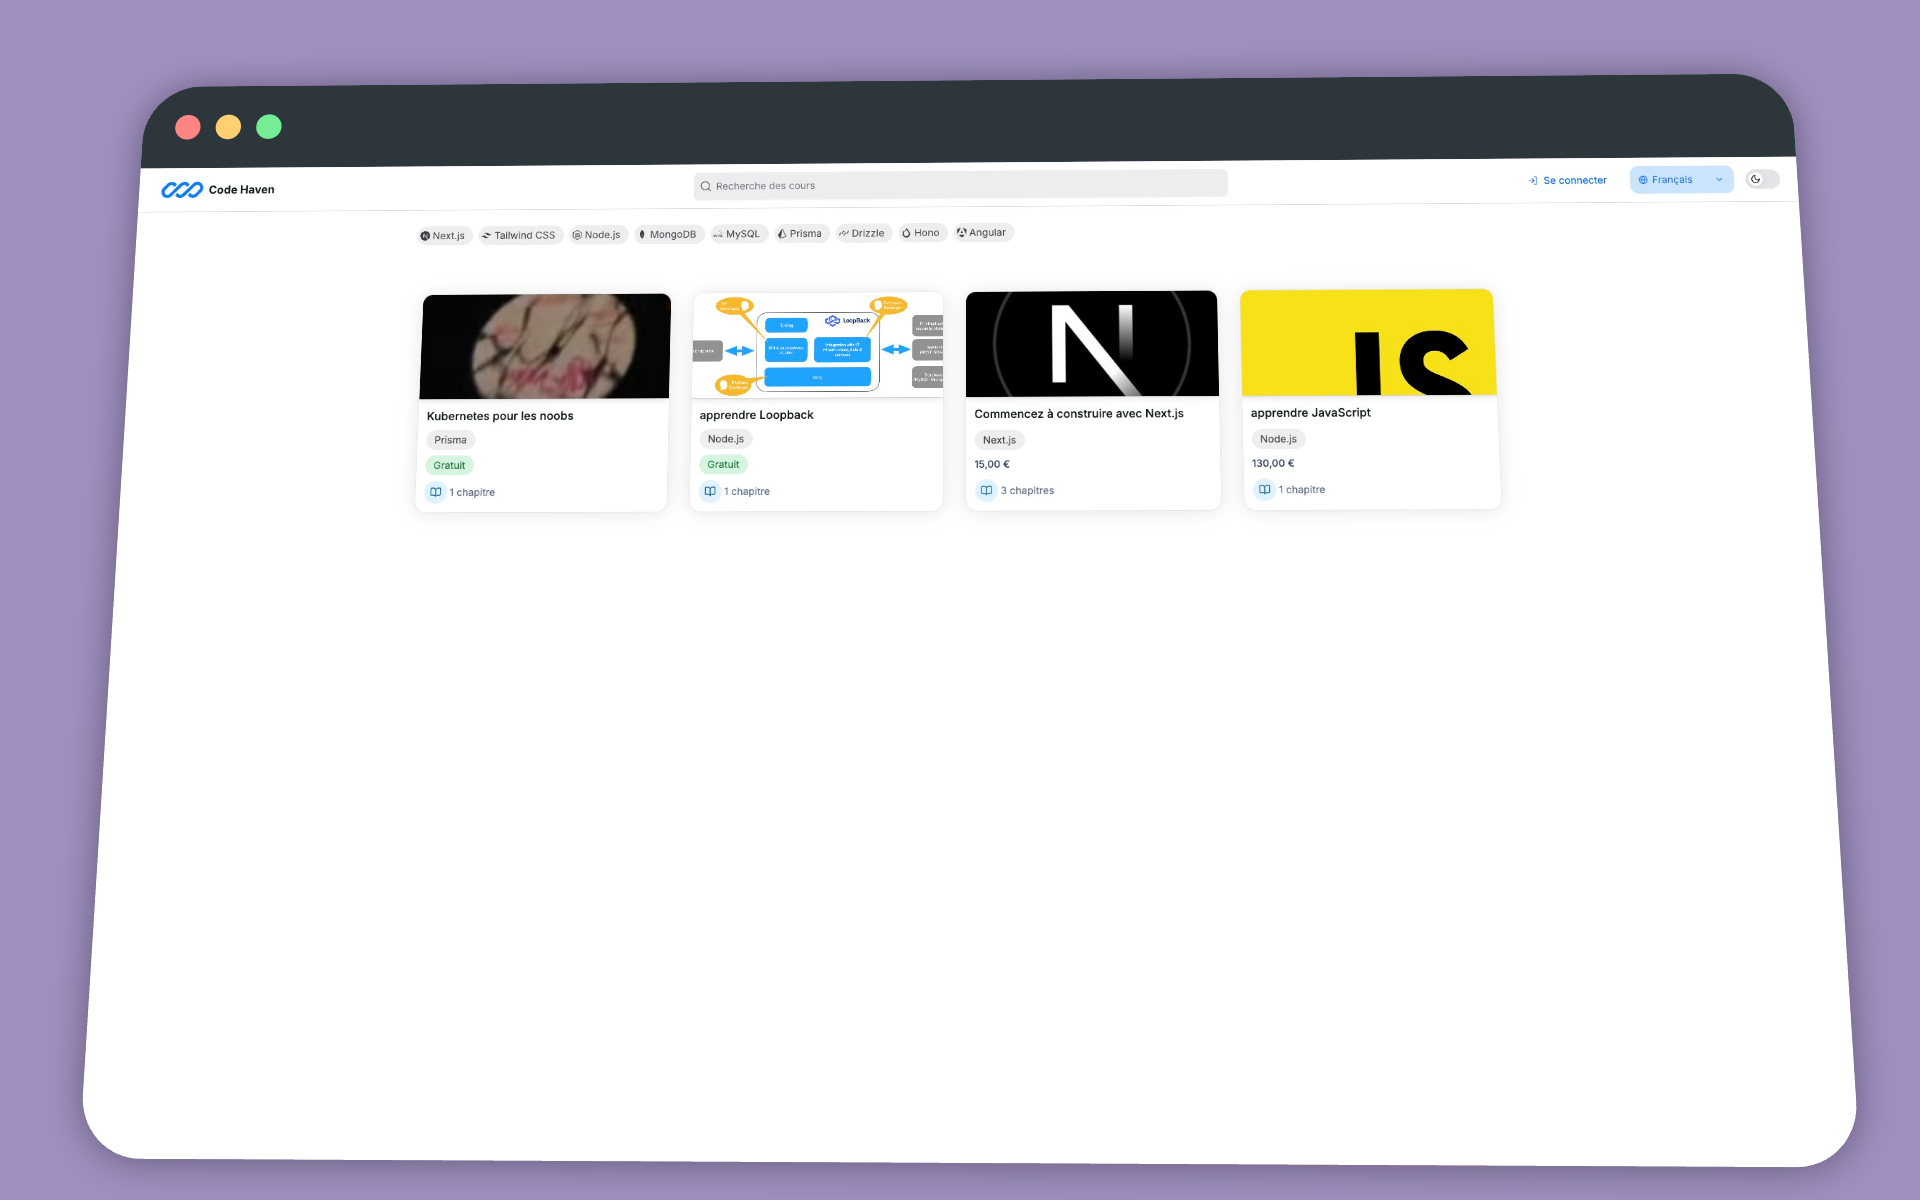 Code Haven
Recherche des cours
Se connecter
Français
Next.js
Tailwind CSS
Node.js
MongoDB
MySQL
Prisma
Drizzle
Hono
Angular
LoopBack
N
JS
Kubernetes pour les noobs
Prisma
Gratuit
1 chapitre
apprendre Loopback
Node.js
Gratuit
1 chapitre
Commencez à construire avec Next.js
Next.js
15,00 €
3 chapitres
apprendre JavaScript
Node.js
130,00 €
1 chapitre